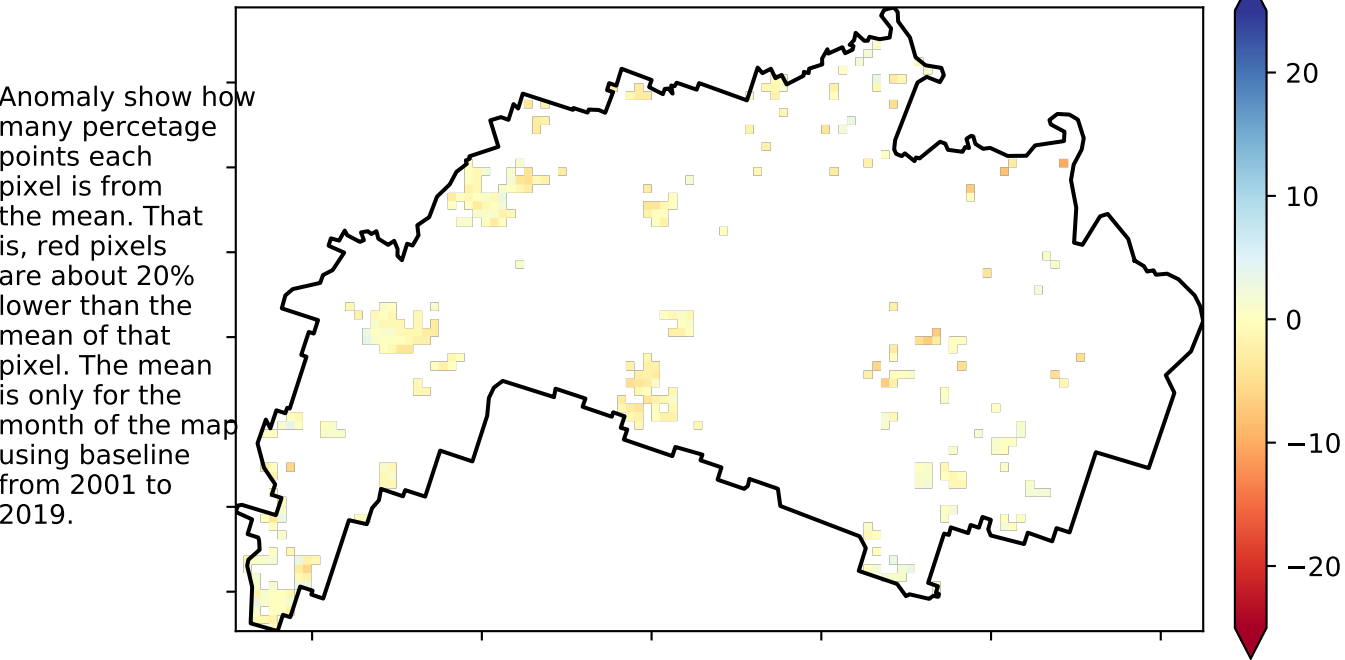 Anomaly show how
many percetage
points each
pixel is from
the mean. That
is, red pixels
are about 20%
lower than the
mean of that
pixel. The mean
is only for the
month of the map
using baseline
from 2001 to
2019.
20
10
0
−10
−20